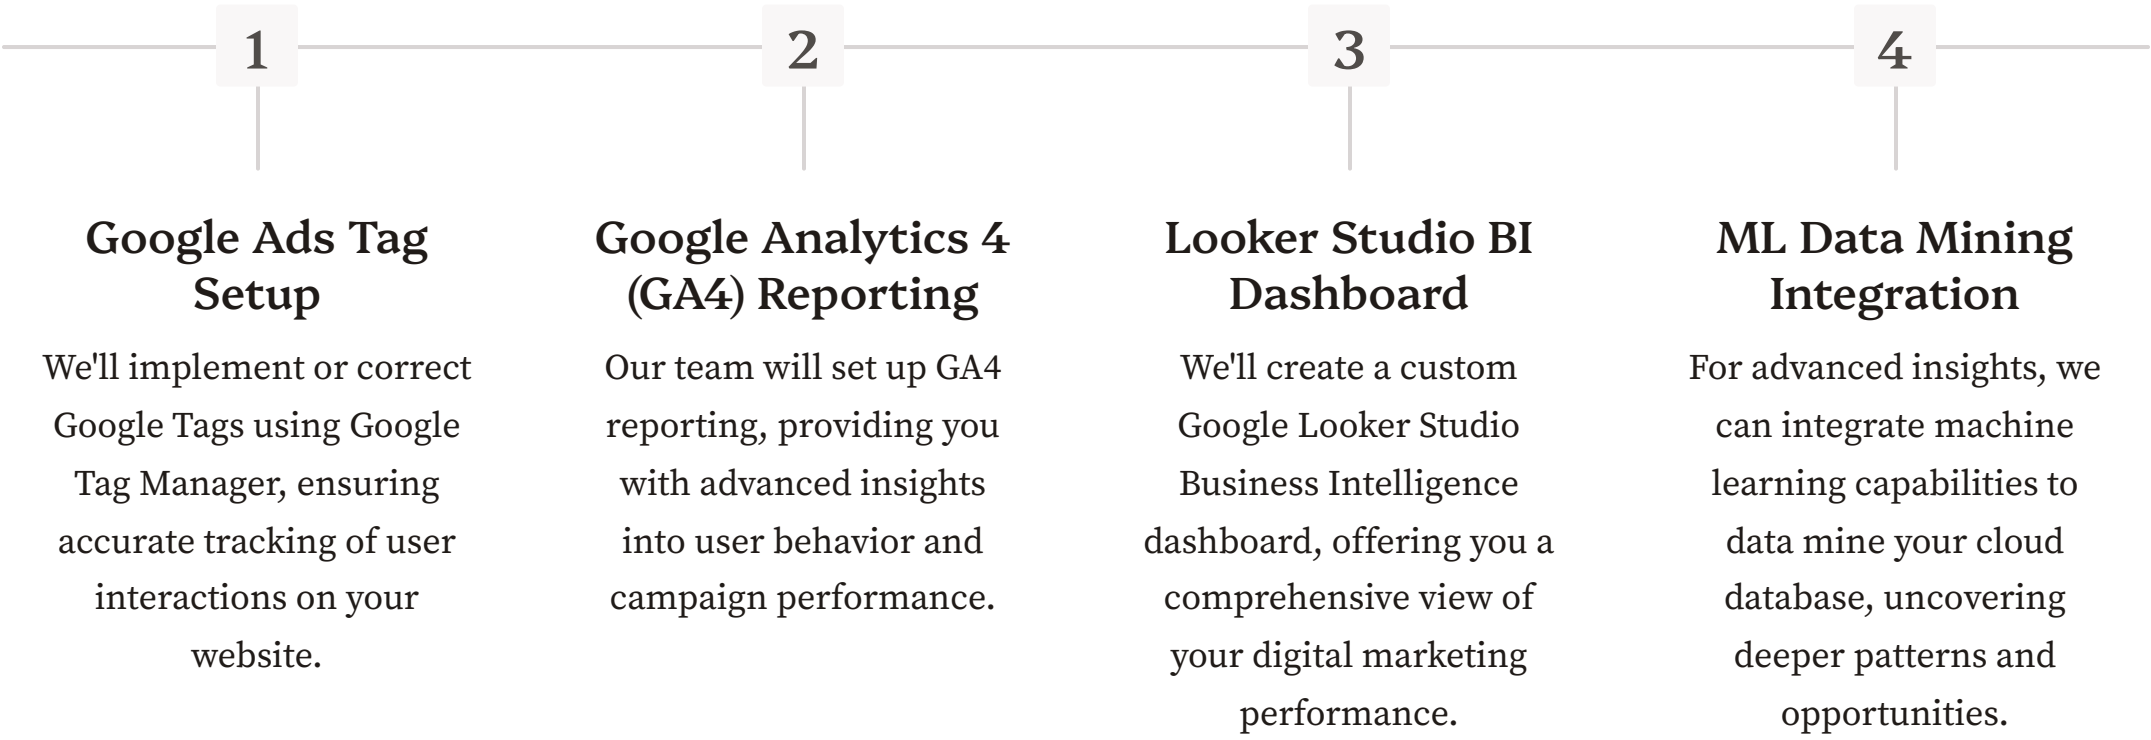 1
Google Ads Tag
Setup
We'll implement or correct
Google Tags using Google
Tag Manager, ensuring
accurate tracking of user
interactions on your
website.
2
Google Analytics 4
(GA4) Reporting
Our team will set up GA4
reporting, providing you
with advanced insights
into user behavior and
campaign performance.
3
Looker Studio BI
Dashboard
We'll create a custom
Google Looker Studio
Business Intelligence
dashboard, offering you a
comprehensive view of
your digital marketing
performance.
4
ML Data Mining
Integration
For advanced insights, we
can integrate machine
learning capabilities to
data mine your cloud
database, uncovering
deeper patterns and
opportunities.